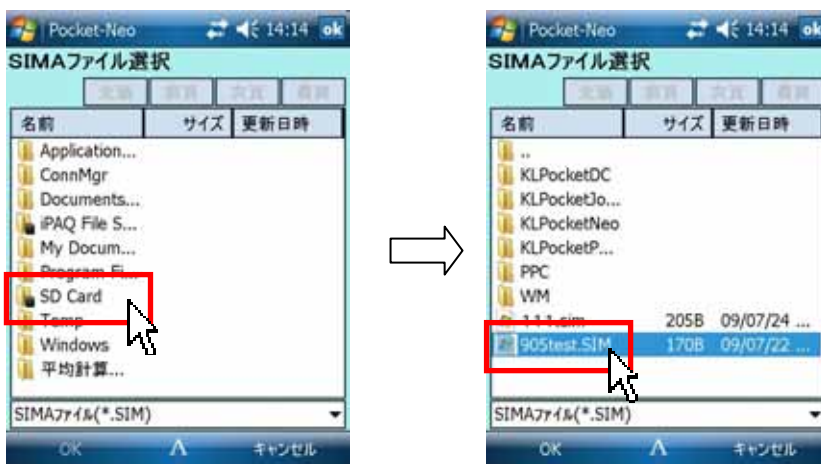 Pocket-Neo 14:14 ok
SIMAファイル選択
名前 サイズ 更新日時
Application...
ConnMgr
Documents...
iPAQ File S...
My Docum...
Program Fi...
SD Card
Temp
Windows
平均計算...
SIMAファイル(*.SIM)
OK キャンセル
Pocket-Neo 14:14 ok
SIMAファイル選択
名前 サイズ 更新日時
..
KLPocketDC
KLPocketJo...
KLPocketNeo
KLPocketP...
PPC
WM
111.sim 205B 09/07/24 ...
905test.SIM 170B 09/07/22 ...
SIMAファイル(*.SIM)
OK キャンセル